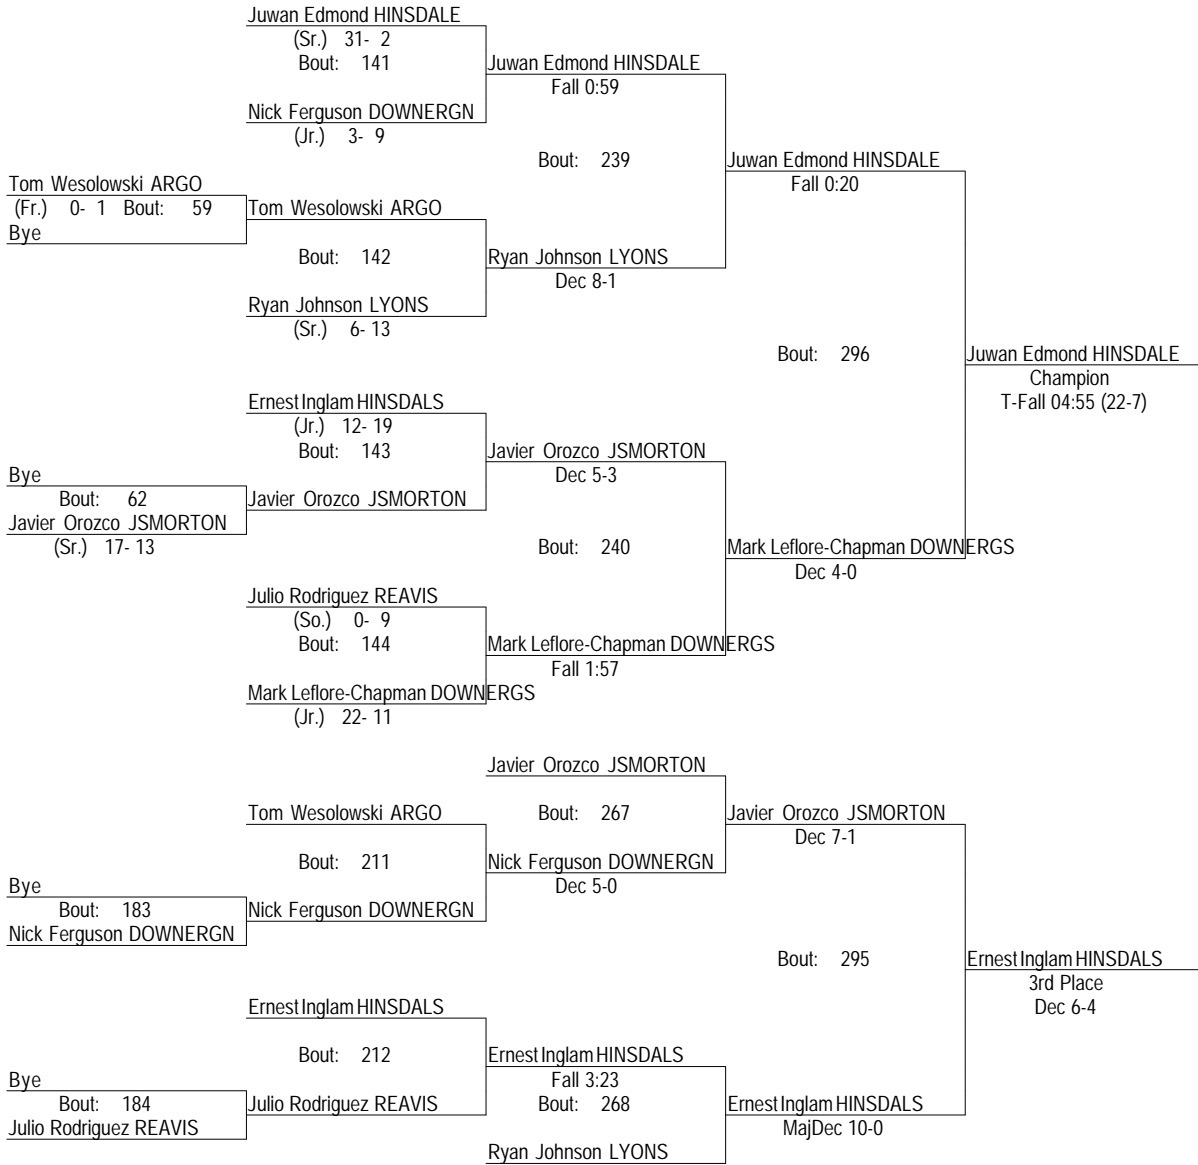 Juwan Edmond HINSDALE
(Sr.) 31- 2
Bout: 141
Juwan Edmond HINSDALE
Fall 0:59
Nick Ferguson DOWNERGN
(Jr.) 3- 9
Bout: 239
Juwan Edmond HINSDALE
Fall 0:20
Tom Wesolowski ARGO
(Fr.) 0- 1 Bout: 59
Bye
Tom Wesolowski ARGO
Bout: 142
Ryan Johnson LYONS
Dec 8-1
Ryan Johnson LYONS
(Sr.) 6- 13
Bout: 296
Juwan Edmond HINSDALE
Champion
T-Fall 04:55 (22-7)
Ernest Inglam HINSDALS
(Jr.) 12- 19
Bout: 143
Javier Orozco JSMORTON
Dec 5-3
Bye
Bout: 62
Javier Orozco JSMORTON
(Sr.) 17- 13
Javier Orozco JSMORTON
Bout: 240
Mark Leflore-Chapman DOWNERGS
Dec 4-0
Julio Rodriguez REAVIS
(So.) 0- 9
Bout: 144
Mark Leflore-Chapman DOWNERGS
Fall 1:57
Mark Leflore-Chapman DOWNERGS
(Jr.) 22- 11
Javier Orozco JSMORTON
Tom Wesolowski ARGO
Bout: 267
Javier Orozco JSMORTON
Dec 7-1
Bout: 211
Nick Ferguson DOWNERGN
Dec 5-0
Bye
Bout: 183
Nick Ferguson DOWNERGN
Nick Ferguson DOWNERGN
Bout: 295
Ernest Inglam HINSDALS
3rd Place
Dec 6-4
Ernest Inglam HINSDALS
Bout: 212
Ernest Inglam HINSDALS
Fall 3:23
Bye
Bout: 184
Julio Rodriguez REAVIS
Julio Rodriguez REAVIS
Bout: 268
Ernest Inglam HINSDALS
MajDec 10-0
Ryan Johnson LYONS